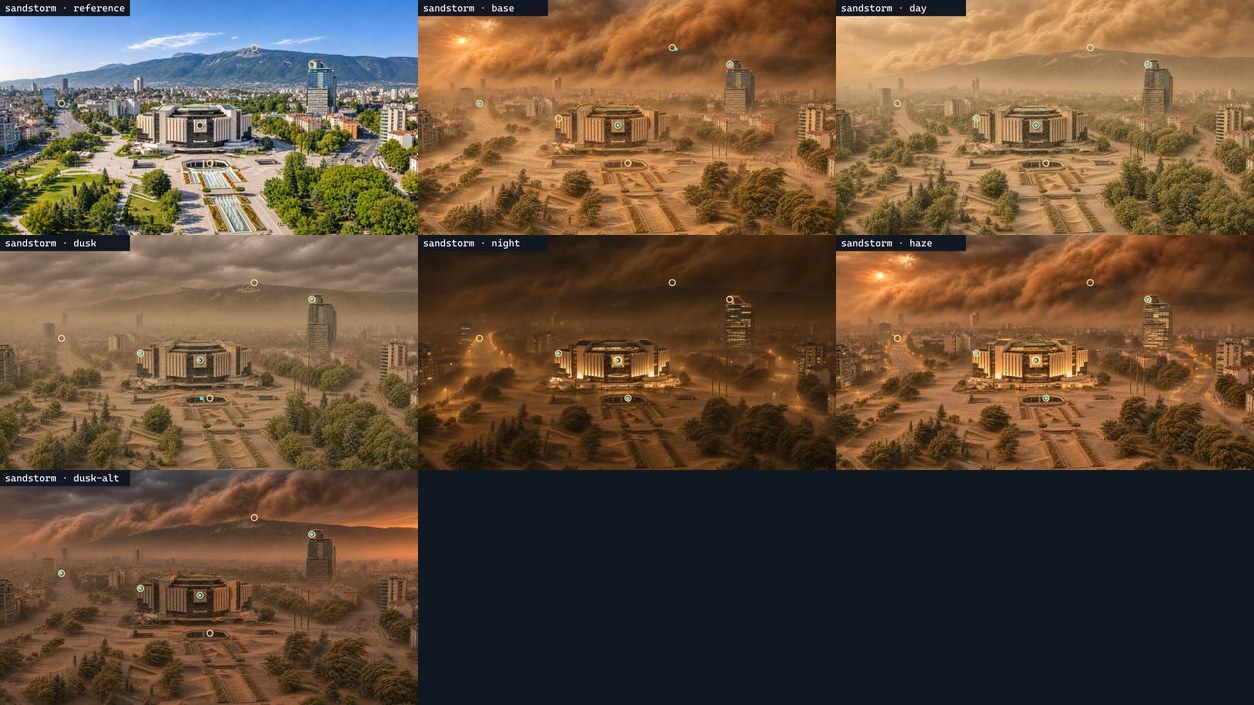 sandstorm · reference
sandstorm · base
sandstorm · day
sandstorm · dusk
sandstorm · night
sandstorm · haze
sandstorm · dusk-alt